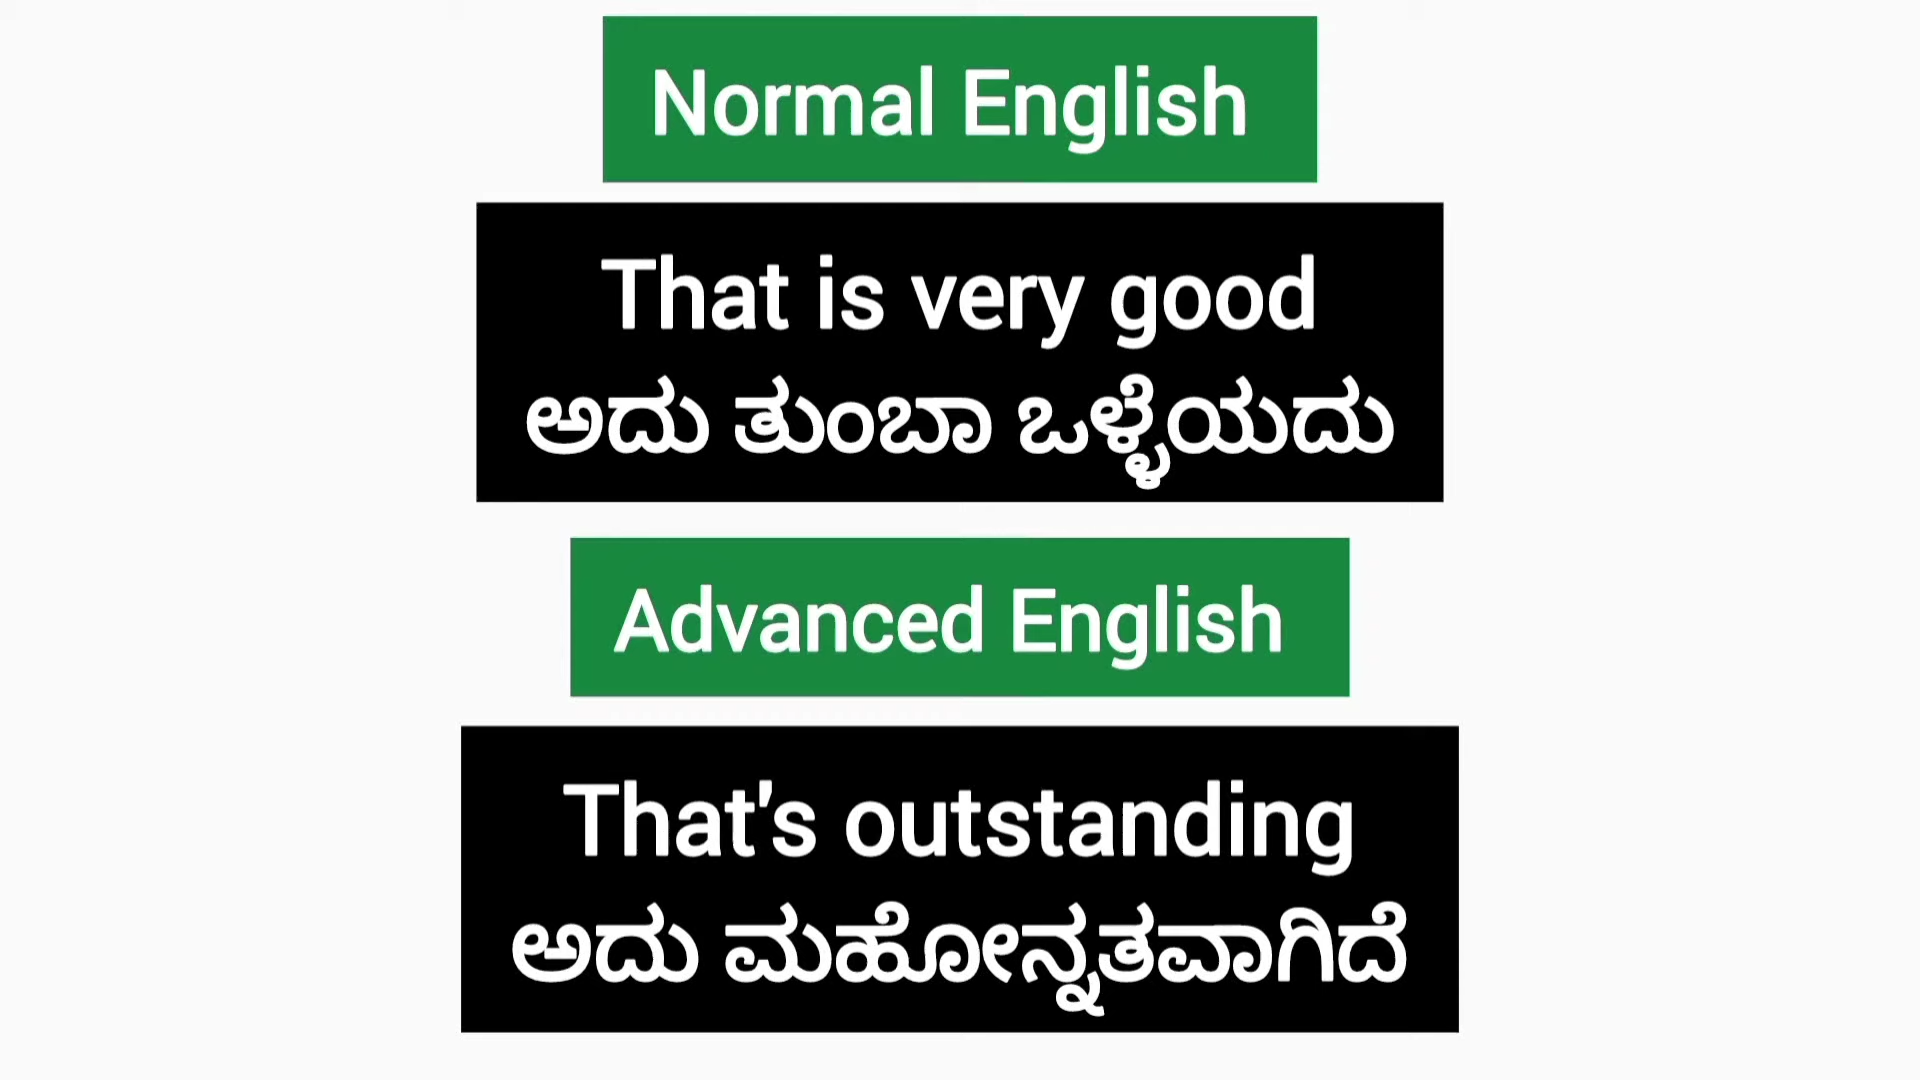 Normal English
That is very good
ಅದು ತುಂಬಾ ಒಳ್ಳೆಯದು
Advanced English
That's outstanding
ಅದು ಮಹೋನ್ನತವಾಗಿದೆ